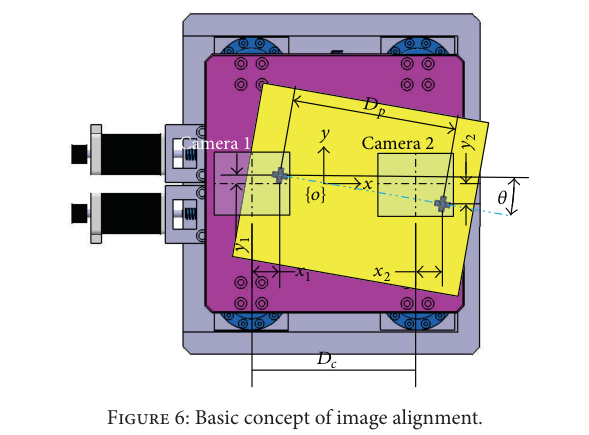 D_p
y_2
Camera 1
y
Camera 2
{o}
x
θ
y_1
x_1
x_2
D_c
FIGURE 6: Basic concept of image alignment.